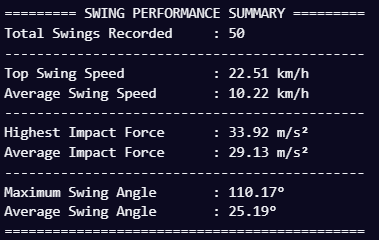 ========= SWING PERFORMANCE SUMMARY =========
Total Swings Recorded     : 50
---------------------------------------------
Top Swing Speed           : 22.51 km/h
Average Swing Speed       : 10.22 km/h
---------------------------------------------
Highest Impact Force      : 33.92 m/s²
Average Impact Force      : 29.13 m/s²
---------------------------------------------
Maximum Swing Angle       : 110.17°
Average Swing Angle       : 25.19°
=============================================